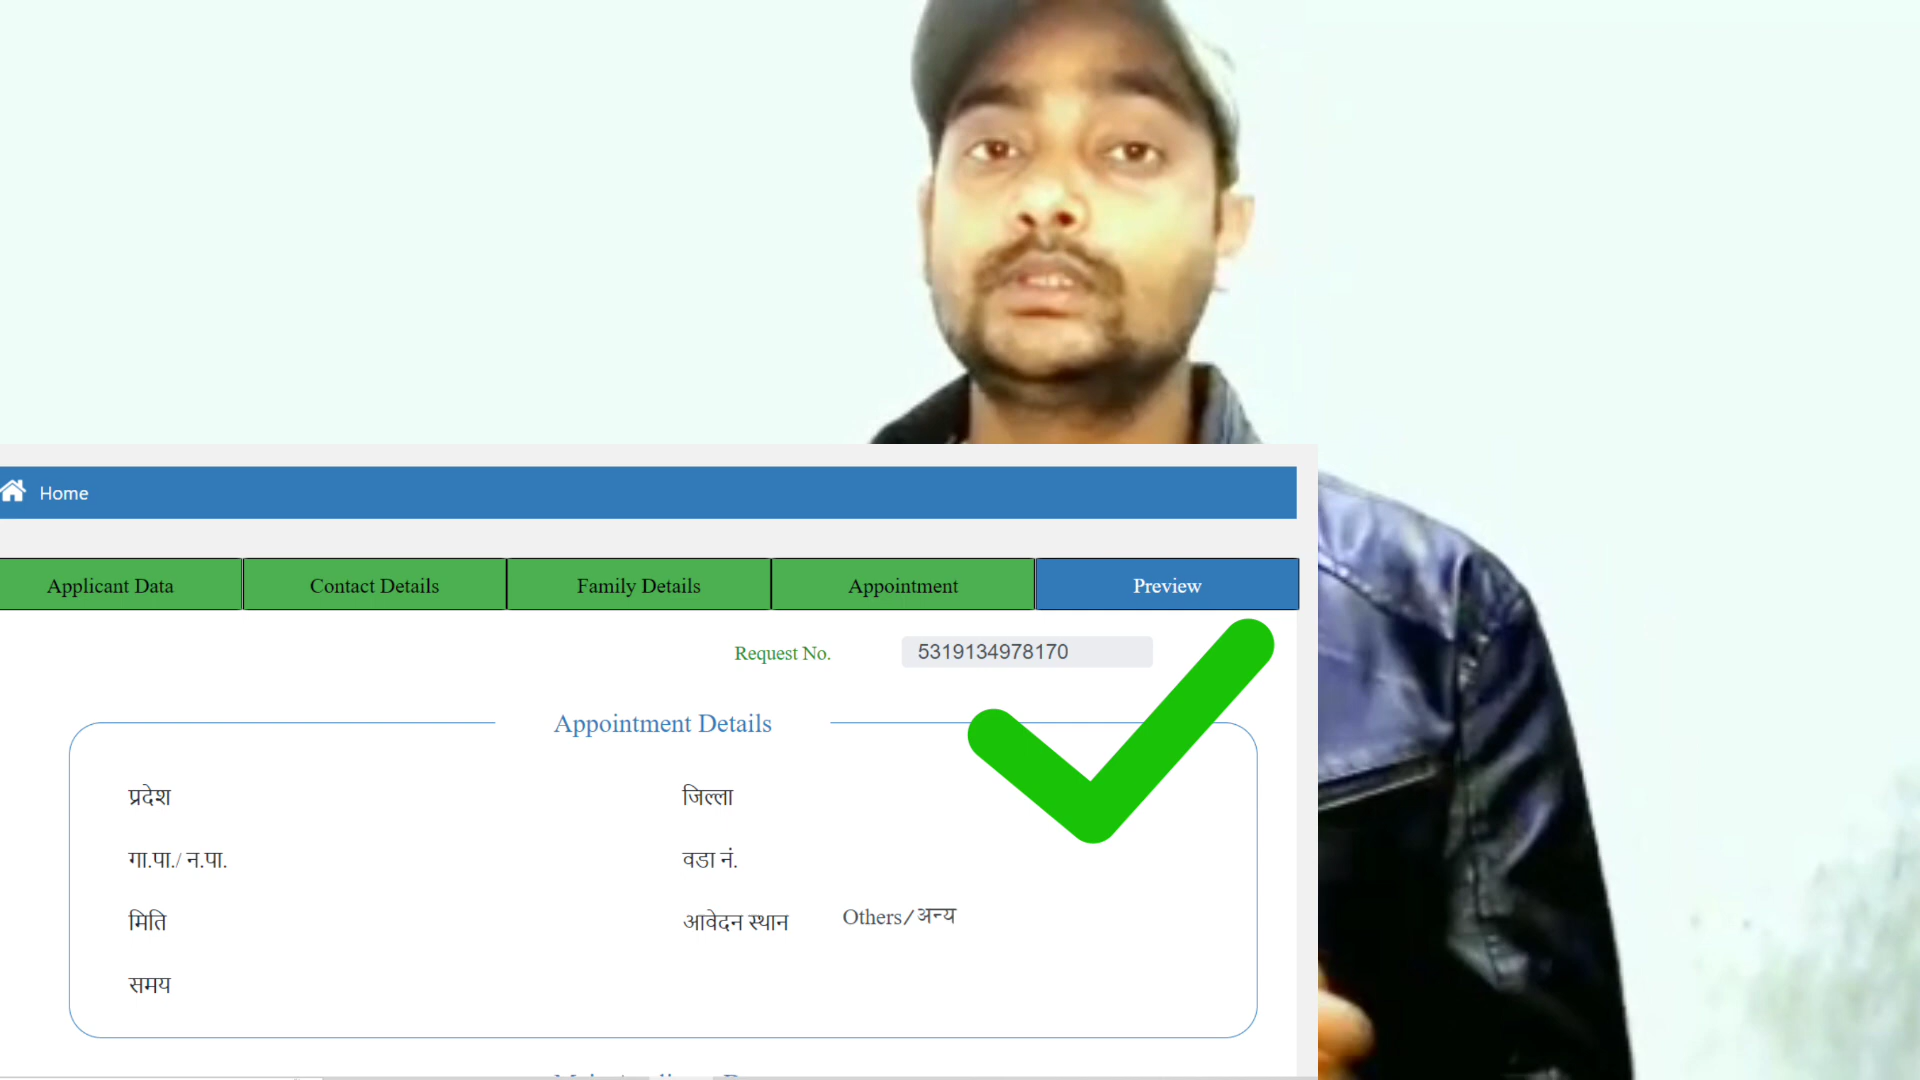 Home
Applicant Data Contact Details Family Details Appointment Preview
Request No. 5319134978170
Appointment Details
प्रदेश जिल्ला
गा.पा./ न.पा. वडा नं.
मिति आवेदन स्थान Others/अन्य
समय